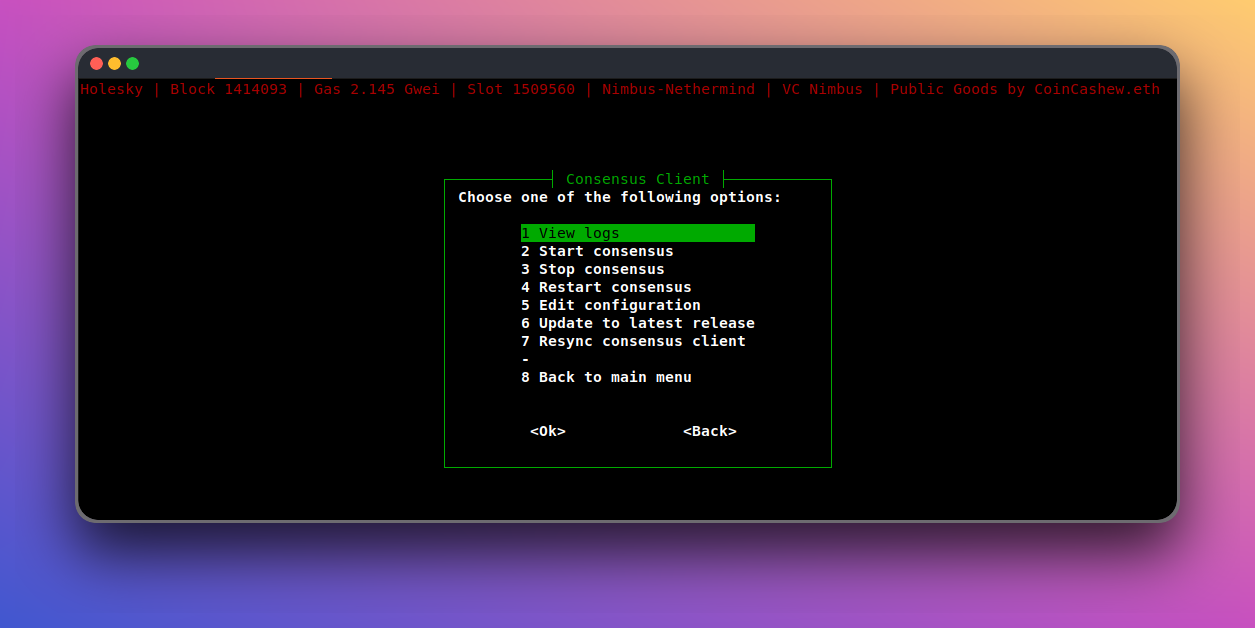 Holesky | Block 1414093 | Gas 2.145 Gwei | Slot 1509560 | Nimbus-Nethermind | VC Nimbus | Public Goods by CoinCashew.eth
Consensus Client
Choose one of the following options:
1 View logs
2 Start consensus
3 Stop consensus
4 Restart consensus
5 Edit configuration
6 Update to latest release
7 Resync consensus client
-
8 Back to main menu
<Ok> <Back>